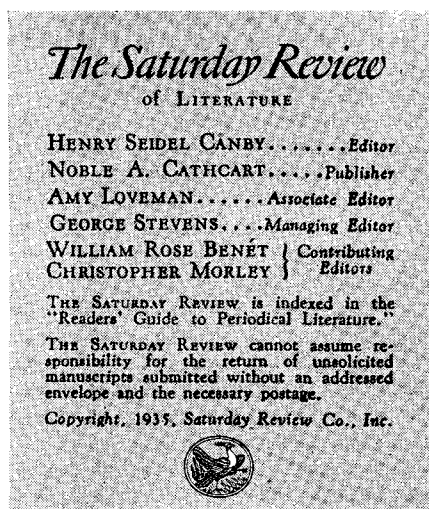 The Saturday Review
of LITERATURE
HENRY SEIDEL CANBY.......Editor
NOBLE A. CATHCART.....Publisher
AMY LOVEMAN......Associate Editor
GEORGE STEVENS....Managing Editor
WILLIAM ROSE BENÉT } Contributing
CHRISTOPHER MORLEY } Editors
THE SATURDAY REVIEW is indexed in the
"Readers' Guide to Periodical Literature."
THE SATURDAY REVIEW cannot assume re-
sponsibility for the return of unsolicited
manuscripts submitted without an addressed
envelope and the necessary postage.
Copyright, 1935, Saturday Review Co., Inc.